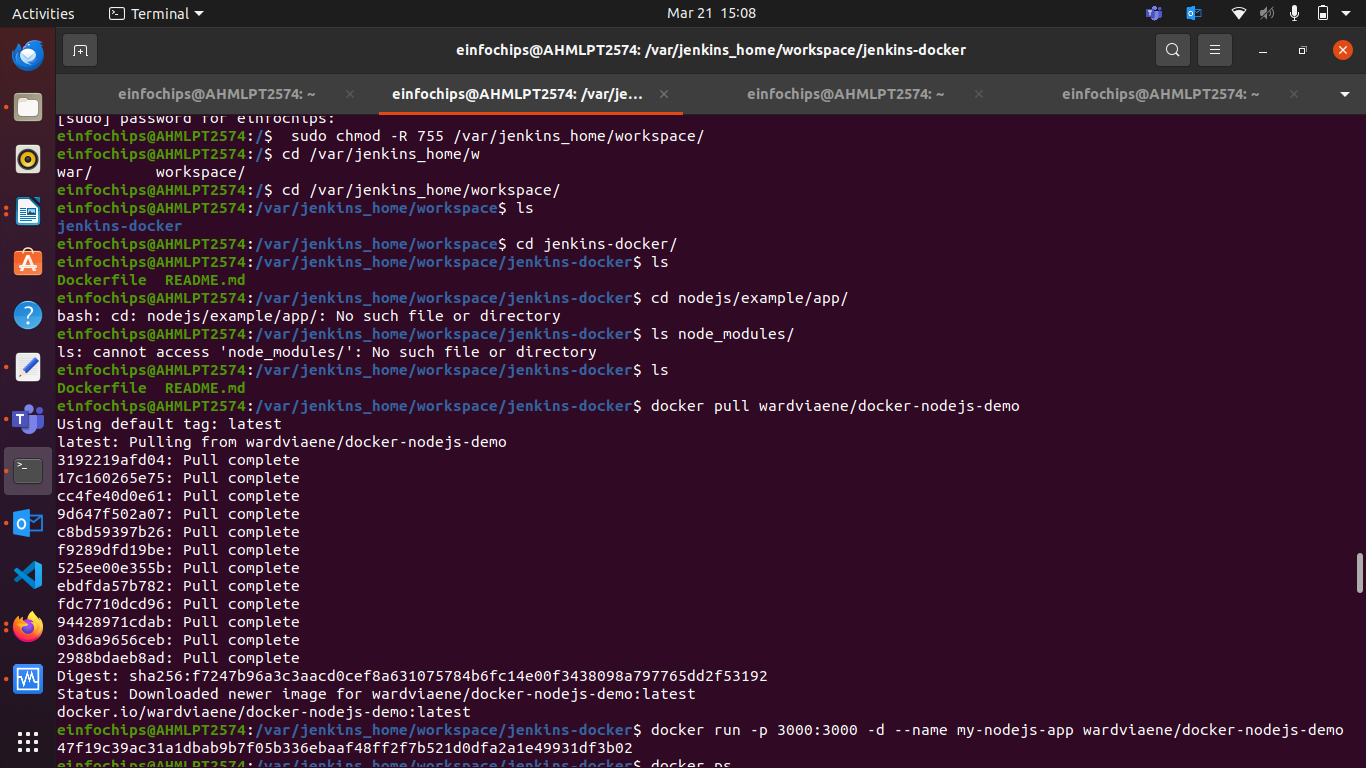 Activities
Terminal
Mar 21 15:08
einfochips@AHMLPT2574: /var/jenkins_home/workspace/jenkins-docker
einfochips@AHMLPT2574: ~
einfochips@AHMLPT2574: /var/je...
einfochips@AHMLPT2574: ~
einfochips@AHMLPT2574: ~
[sudo] password for einfochips:
einfochips@AHMLPT2574:/$  sudo chmod -R 755 /var/jenkins_home/workspace/
einfochips@AHMLPT2574:/$ cd /var/jenkins_home/w
war/       workspace/
einfochips@AHMLPT2574:/$ cd /var/jenkins_home/workspace/
einfochips@AHMLPT2574:/var/jenkins_home/workspace$ ls
jenkins-docker
einfochips@AHMLPT2574:/var/jenkins_home/workspace$ cd jenkins-docker/
einfochips@AHMLPT2574:/var/jenkins_home/workspace/jenkins-docker$ ls
Dockerfile  README.md
einfochips@AHMLPT2574:/var/jenkins_home/workspace/jenkins-docker$ cd nodejs/example/app/
bash: cd: nodejs/example/app/: No such file or directory
einfochips@AHMLPT2574:/var/jenkins_home/workspace/jenkins-docker$ ls node_modules/
ls: cannot access 'node_modules/': No such file or directory
einfochips@AHMLPT2574:/var/jenkins_home/workspace/jenkins-docker$ ls
Dockerfile  README.md
einfochips@AHMLPT2574:/var/jenkins_home/workspace/jenkins-docker$ docker pull wardviaene/docker-nodejs-demo
Using default tag: latest
latest: Pulling from wardviaene/docker-nodejs-demo
3192219afd04: Pull complete
17c160265e75: Pull complete
cc4fe40d0e61: Pull complete
9d647f502a07: Pull complete
c8bd59397b26: Pull complete
f9289dfd19be: Pull complete
525ee00e355b: Pull complete
ebdfda57b782: Pull complete
fdc7710dcd96: Pull complete
94428971cdab: Pull complete
03d6a9656ceb: Pull complete
2988bdaeb8ad: Pull complete
Digest: sha256:f7247b96a3c3aacd0cef8a631075784b6fc14e00f3438098a797765dd2f53192
Status: Downloaded newer image for wardviaene/docker-nodejs-demo:latest
docker.io/wardviaene/docker-nodejs-demo:latest
einfochips@AHMLPT2574:/var/jenkins_home/workspace/jenkins-docker$ docker run -p 3000:3000 -d --name my-nodejs-app wardviaene/docker-nodejs-demo
47f19c39ac31a1dbab9b7f05b336ebaaf48ff2f7b521d0dfa2a1e49931df3b02
einfochips@AHMLPT2574:/var/jenkins_home/workspace/jenkins-docker$ docker ps